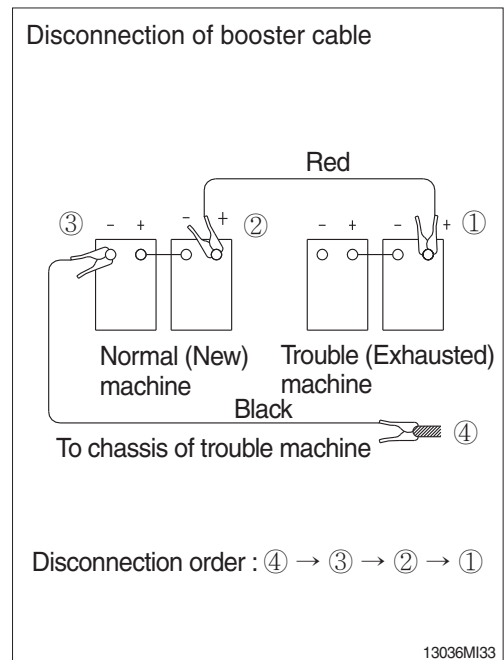 Disconnection of booster cable
Red
③ - + - + ② - + - + ①
Normal (New)
machine
Trouble (Exhausted)
machine
Black
To chassis of trouble machine
④
Disconnection order : ④ → ③ → ② → ①
13036MI33